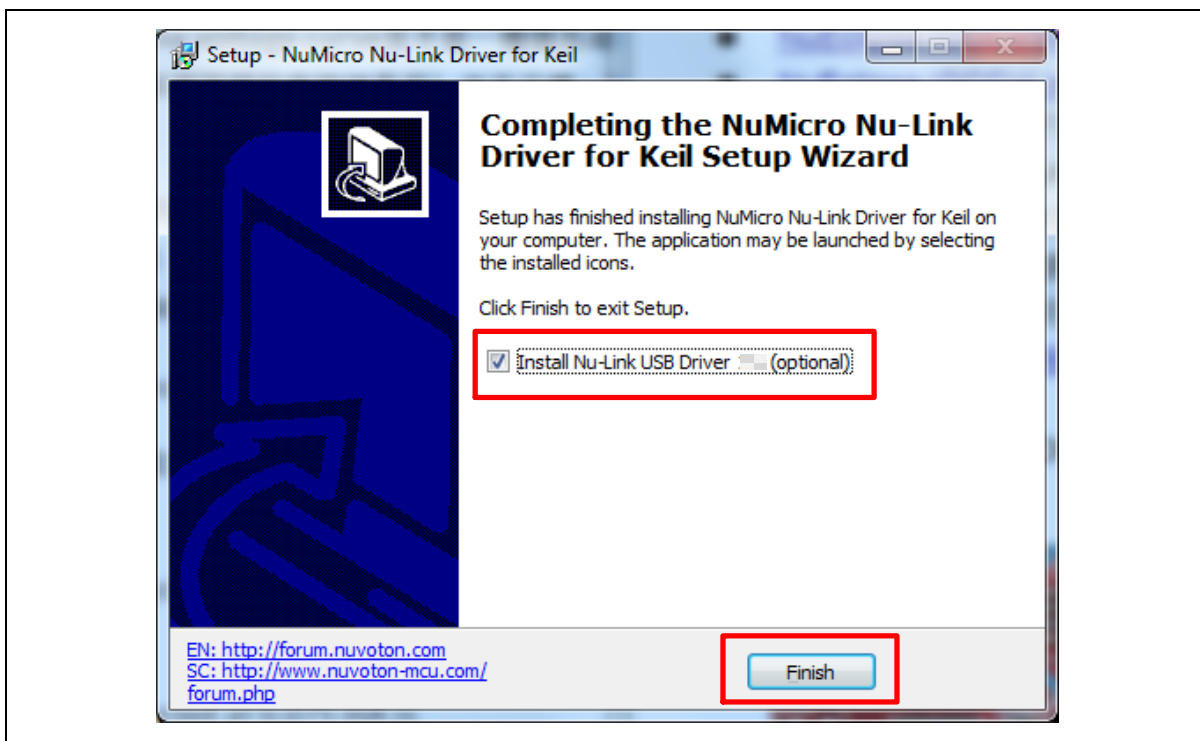 Setup - NuMicro Nu-Link Driver for Keil
Completing the NuMicro Nu-Link
Driver for Keil Setup Wizard
Setup has finished installing NuMicro Nu-Link Driver for Keil on
your computer. The application may be launched by selecting
the installed icons.
Click Finish to exit Setup.
Install Nu-Link USB Driver (optional)
EN: http://forum.nuvoton.com
SC: http://www.nuvoton-mcu.com/
forum.php
Finish